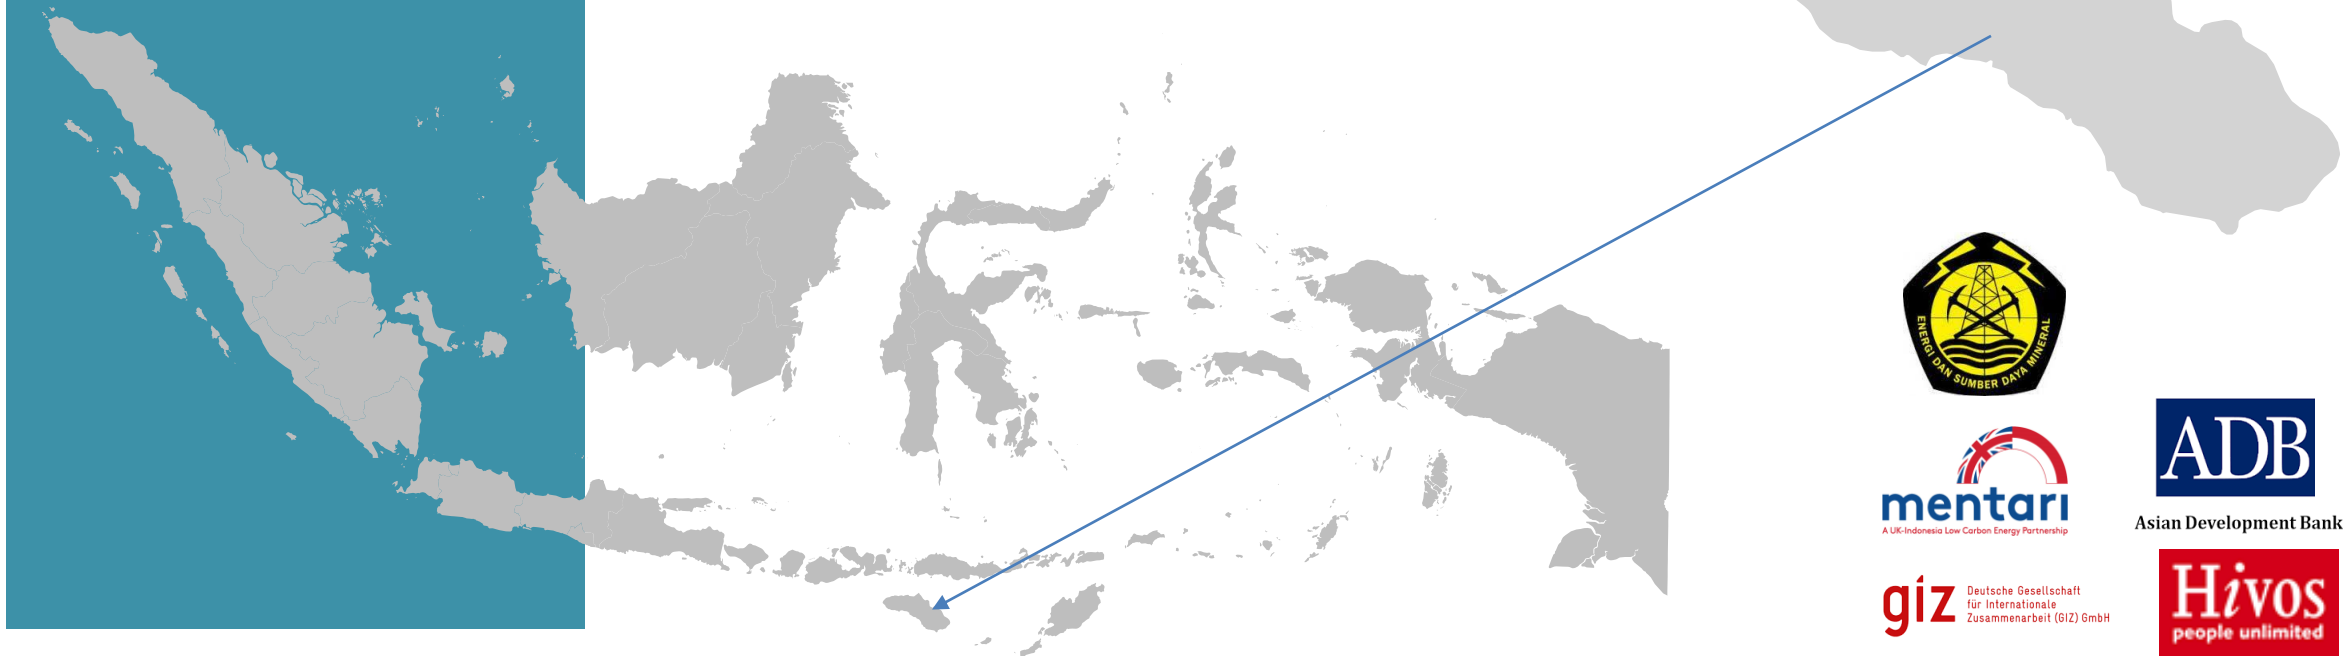 ENERGI DAN SUMBER DAYA MINERAL
mentari
A UK-Indonesia Low Carbon Energy Partnership
ADB
Asian Development Bank
giz
Deutsche Gesellschaft
für Internationale
Zusammenarbeit (GIZ) GmbH
Hivos
people unlimited